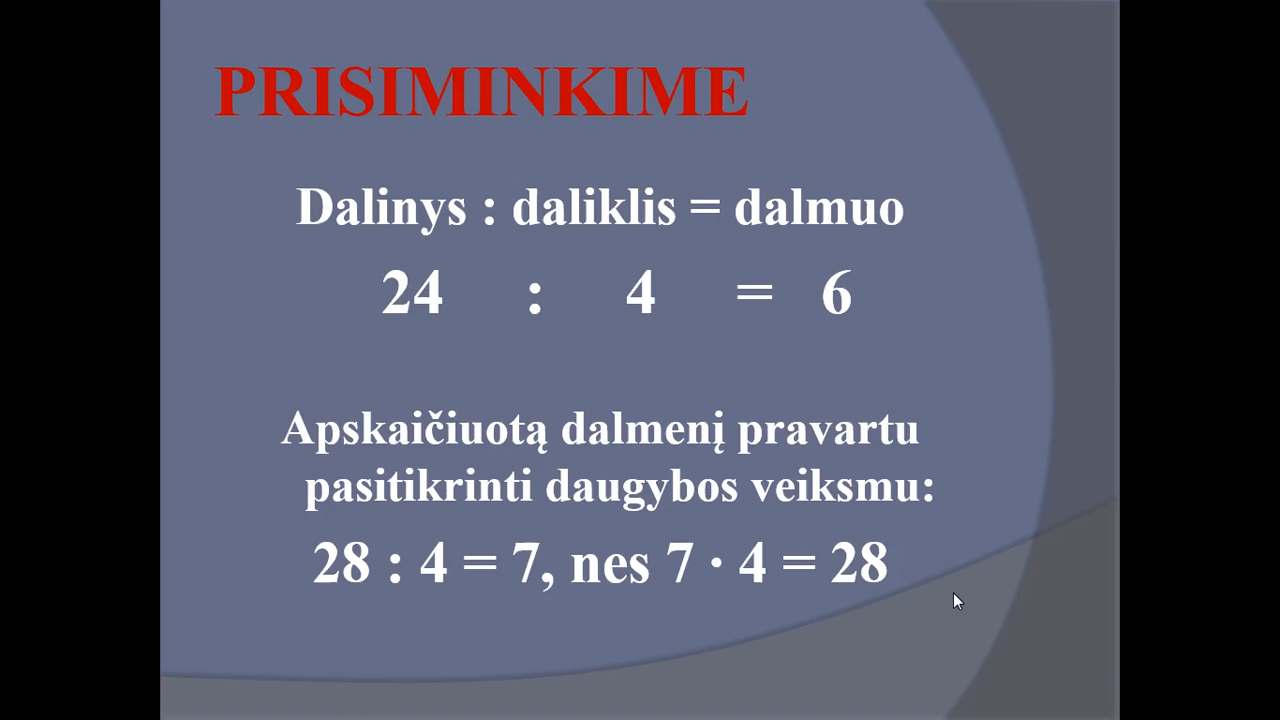 PRISIMINKIME
Dalinys : daliklis = dalmuo
24 : 4 = 6
Apskaičiuotą dalmenį pravartu
pasitikrinti daugybos veiksmu:
28 : 4 = 7, nes 7 · 4 = 28